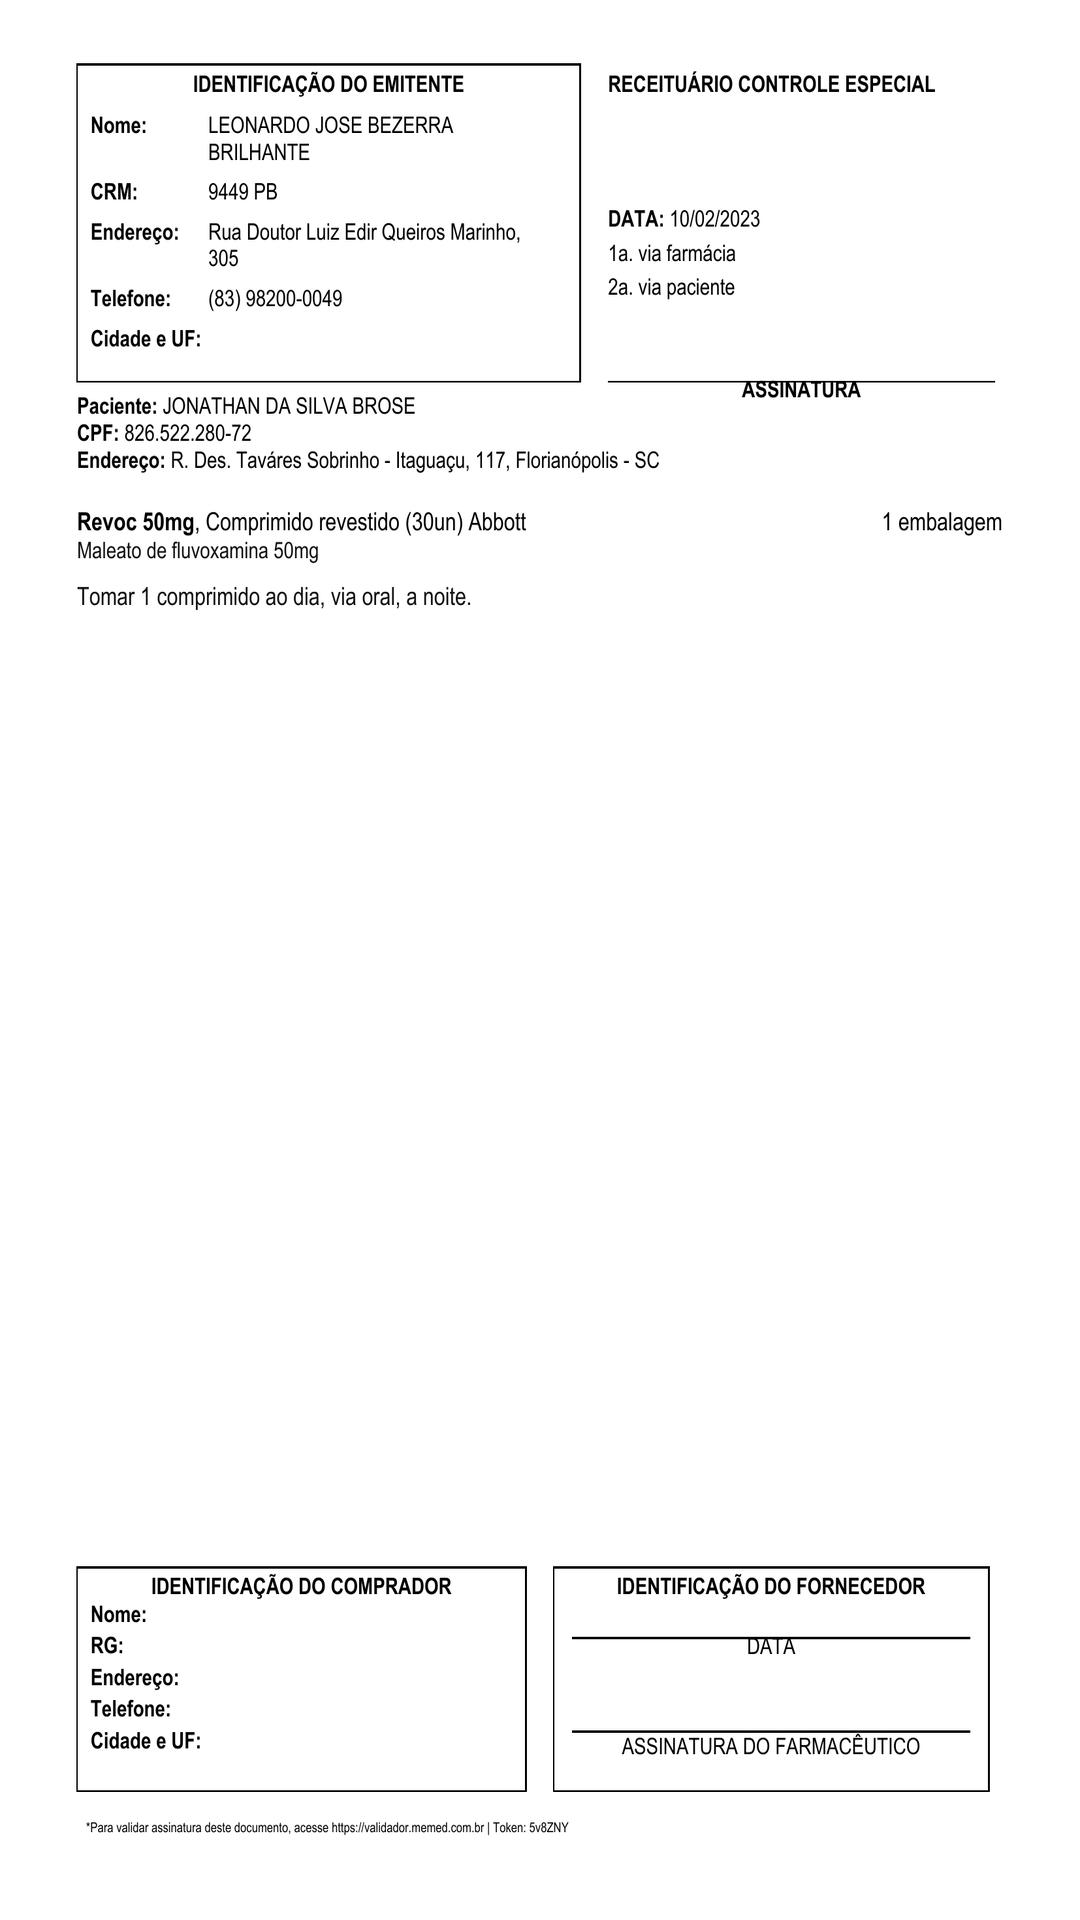 IDENTIFICAÇÃO DO EMITENTE
Nome: LEONARDO JOSE BEZERRA
BRILHANTE
CRM: 9449 PB
Endereço: Rua Doutor Luiz Edir Queiros Marinho,
305
Telefone: (83) 98200-0049
Cidade e UF:
RECEITUÁRIO CONTROLE ESPECIAL
DATA: 10/02/2023
1a. via farmácia
2a. via paciente
ASSINATURA
Paciente: JONATHAN DA SILVA BROSE
CPF: 826.522.280-72
Endereço: R. Des. Taváres Sobrinho - Itaguaçu, 117, Florianópolis - SC
Revoc 50mg, Comprimido revestido (30un) Abbott 1 embalagem
Maleato de fluvoxamina 50mg
Tomar 1 comprimido ao dia, via oral, a noite.
IDENTIFICAÇÃO DO COMPRADOR
Nome:
RG:
Endereço:
Telefone:
Cidade e UF:
IDENTIFICAÇÃO DO FORNECEDOR
DATA
ASSINATURA DO FARMACÊUTICO
*Para validar assinatura deste documento, acesse https://validador.memed.com.br | Token: 5v8ZNY